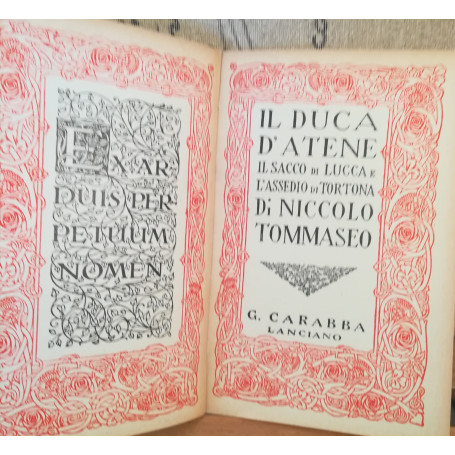 EX AR
DUIS PER
PETUUM
NOMEN
IL DUCA
D'ATENE
IL SACCO DI LUCCA E
L'ASSEDIO DI TORTONA
Di NICCOLO
TOMMASEO
G. CARABBA
LANCIANO